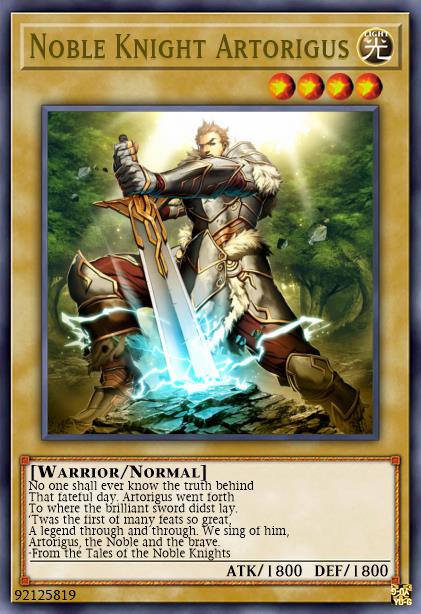 NOBLE KNIGHT ARTORIGUS
LIGHT
光
[WARRIOR/NORMAL]
No one shall ever know the truth behind
That fateful day. Artorigus went forth
To where the brilliant sword didst lay.
'Twas the first of many feats so great,
A legend through and through. We sing of him,
Artorigus, the Noble and the brave.
-From the Tales of the Noble Knights
ATK/1800 DEF/1800
92125819